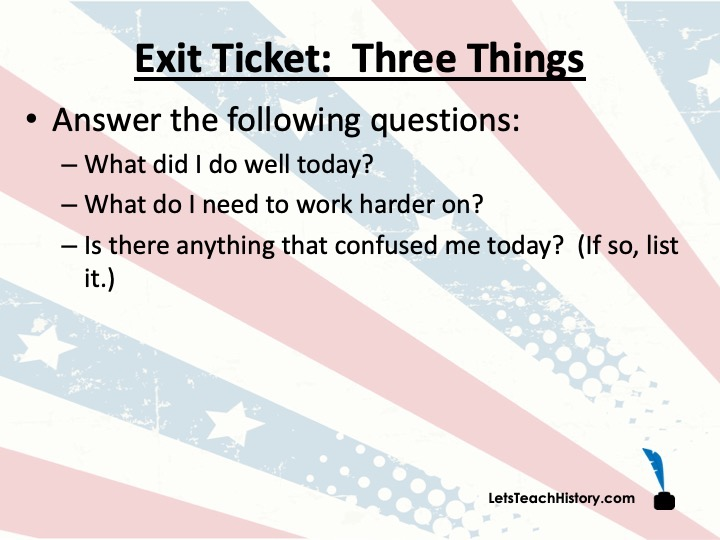 Exit Ticket:  Three Things
• Answer the following questions:
– What did I do well today?
– What do I need to work harder on?
– Is there anything that confused me today?  (If so, list
it.)
LetsTeachHistory.com